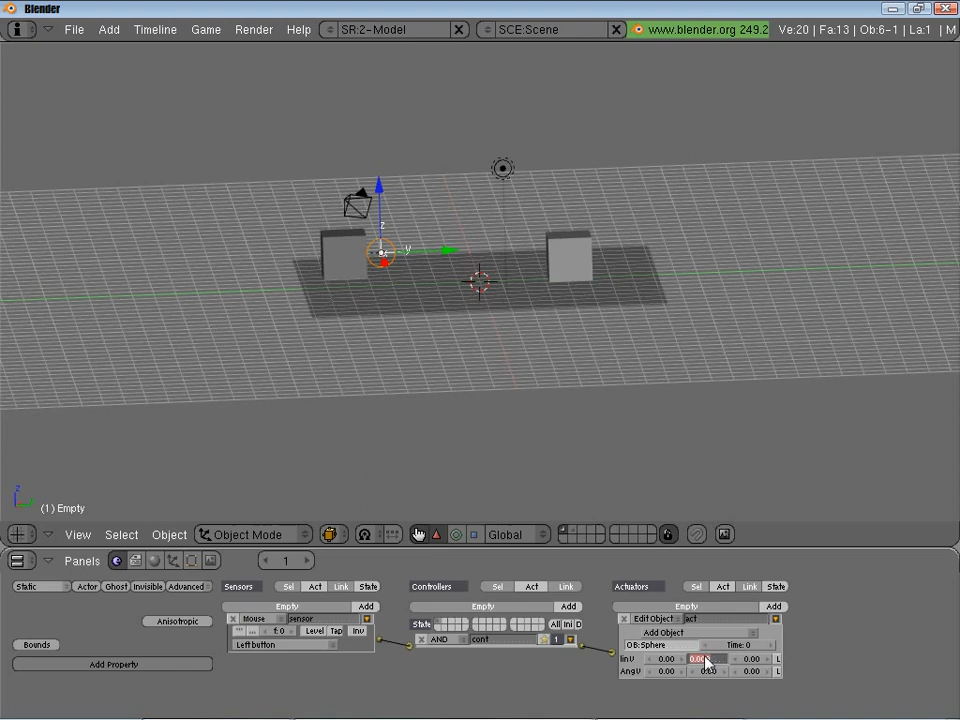 Blender
File Add Timeline Game Render Help SR:2-Model SCE:Scene www.blender.org 249.2 Ve:20 | Fa:13 | Ob:6-1 | La:1 | M
z
y
z
(1) Empty
View Select Object Object Mode Global
Panels 1
Static Actor Ghost Invisible Advanced Sensors Sel Act Link State Controllers Sel Act Link Actuators Sel Act Link State
Empty Add Empty Add Empty Add
Anisotropic Mouse sensor State All Ini D Edit Object act
f:0 Level Tap Inv AND cont 1 Add Object
Bounds Left button OB:Sphere Time: 0
Add Property linV 0.00 0.00 0.00 L
AngV 0.00 0.00 0.00 L